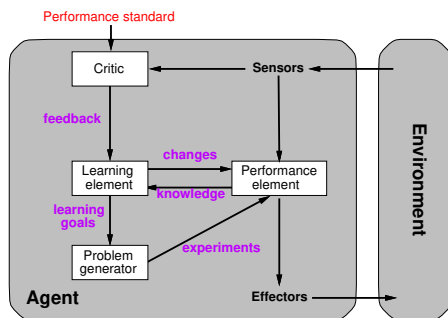 Performance standard
Critic
Sensors
feedback
changes
Learning
element
Performance
element
knowledge
learning
goals
experiments
Problem
generator
Agent
Effectors
Environment